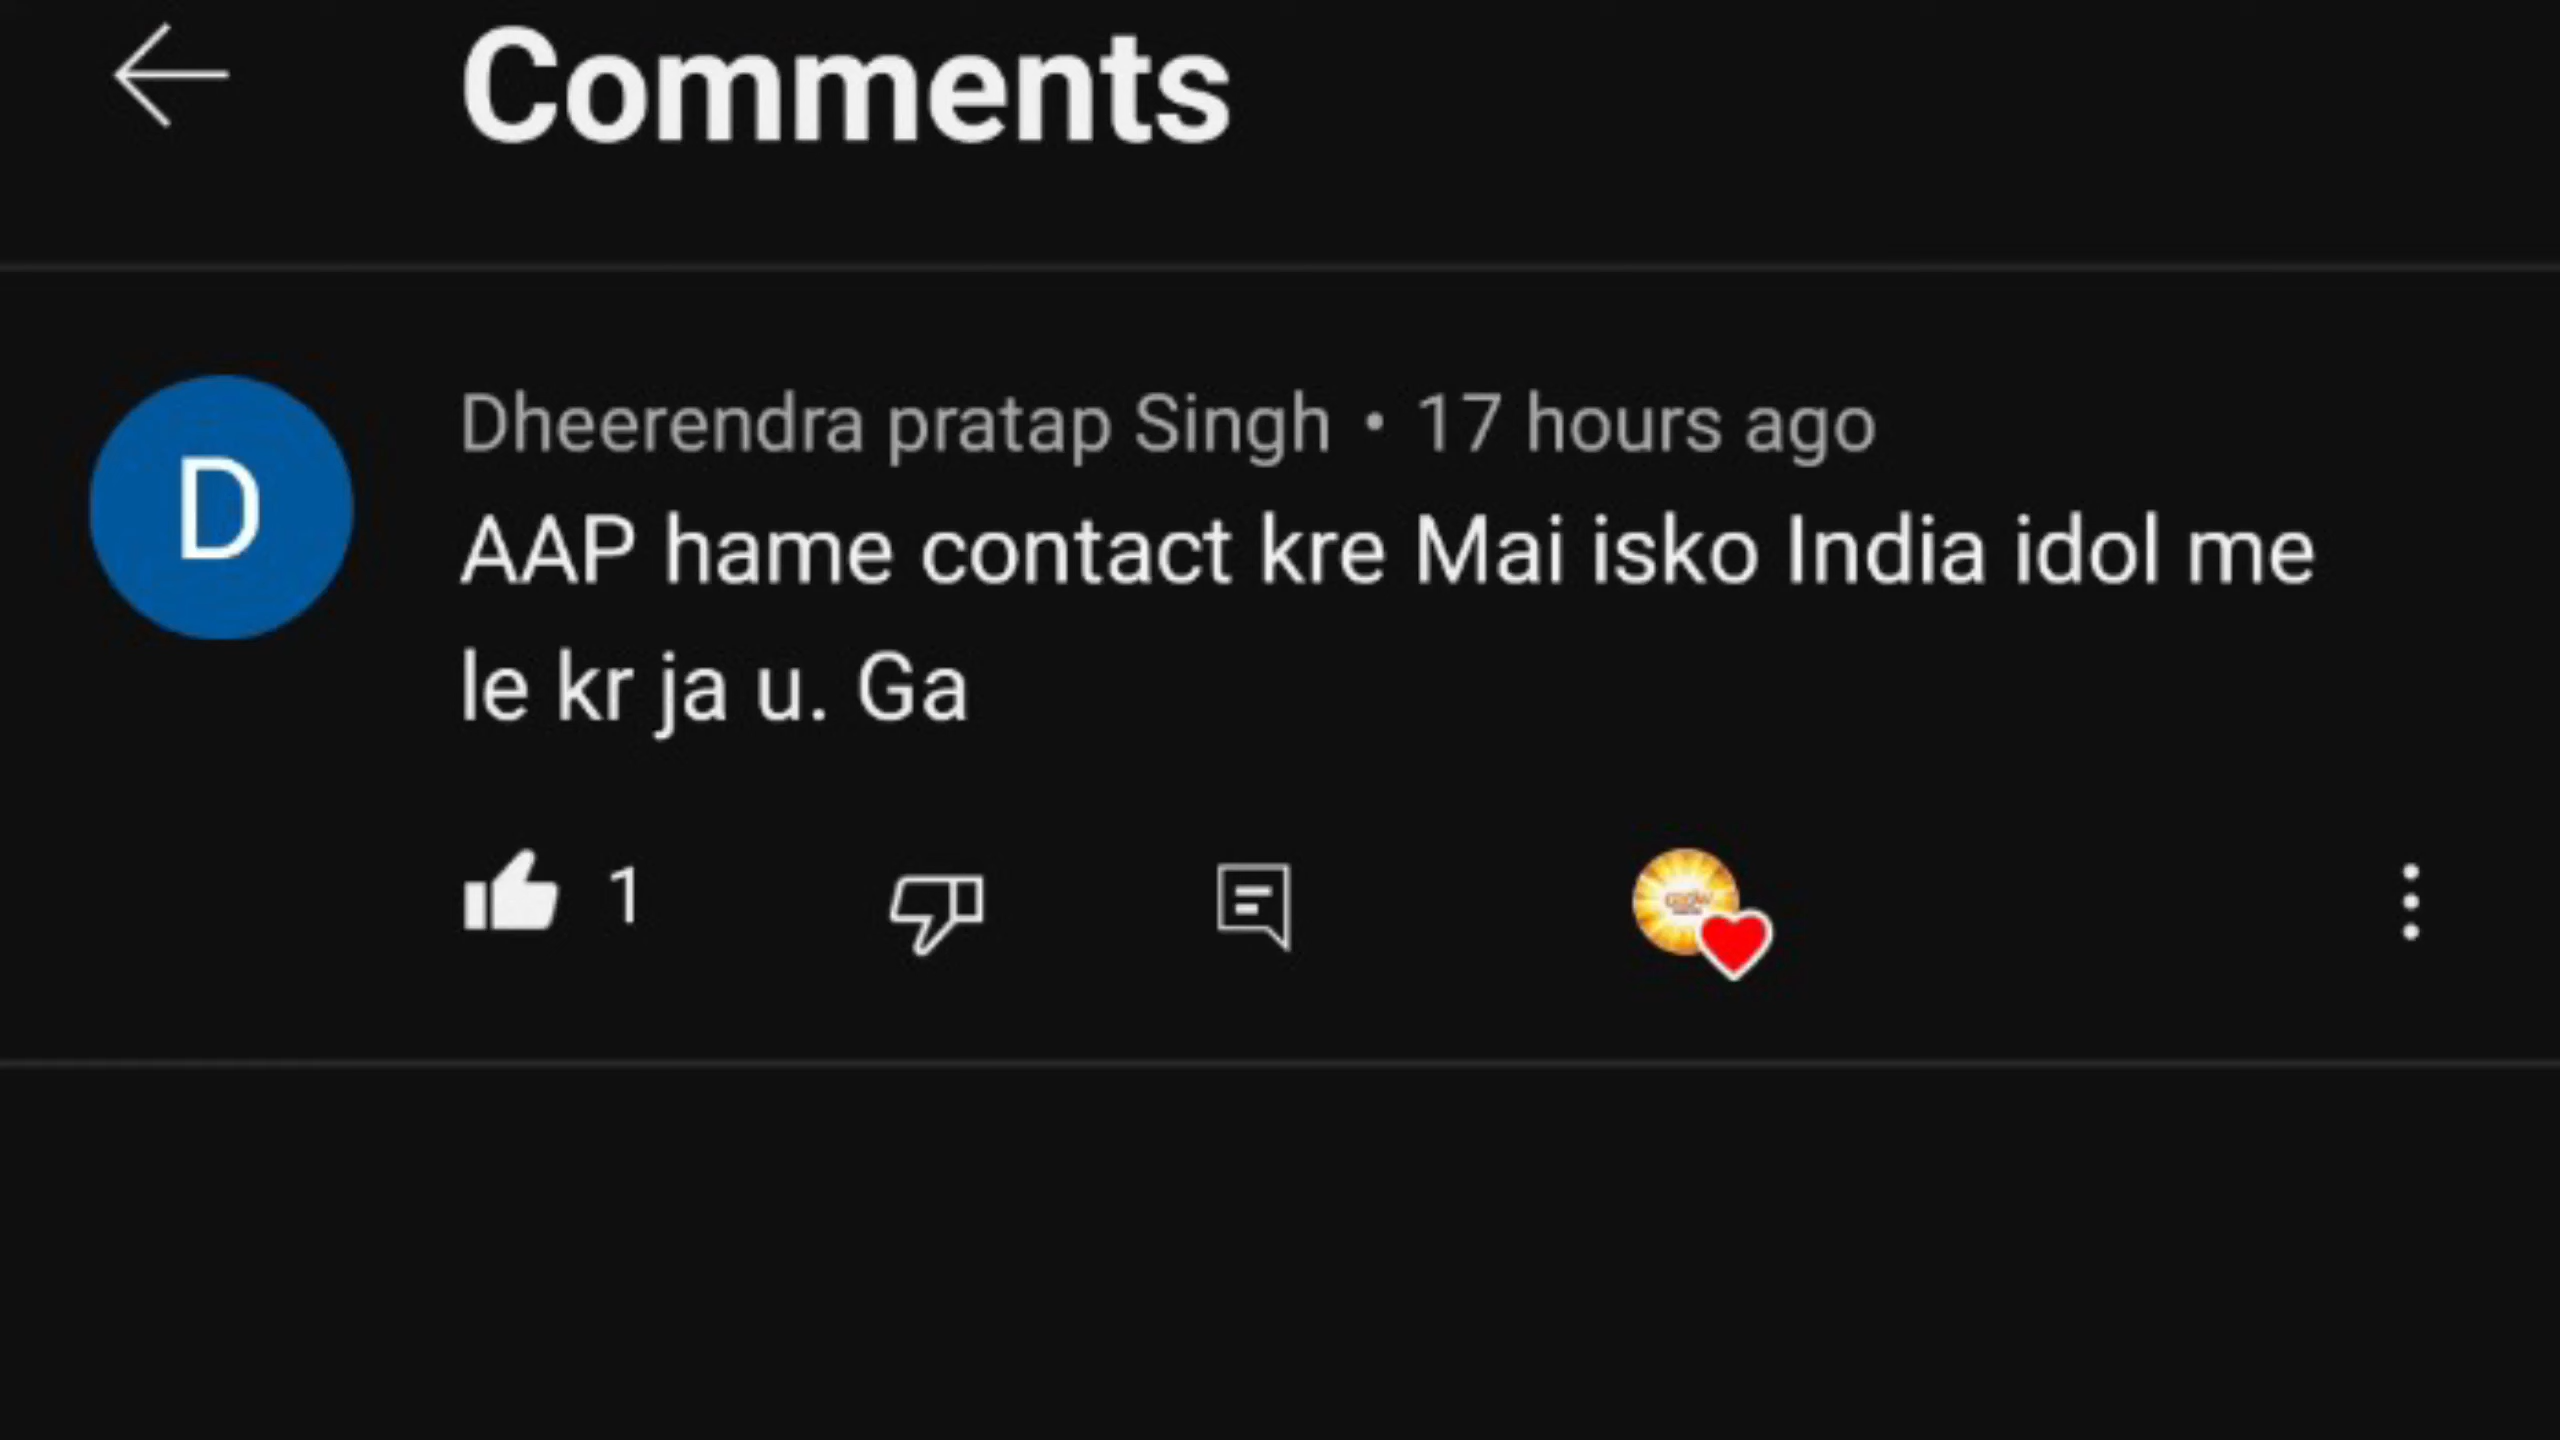 Comments
D
Dheerendra pratap Singh • 17 hours ago
AAP hame contact kre Mai isko India idol me
le kr ja u. Ga
1